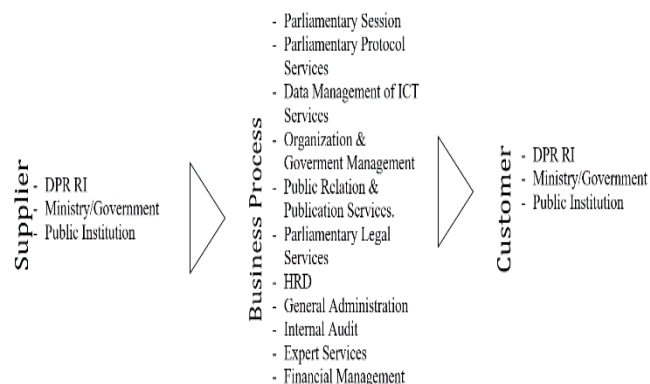 Supplier
- DPR RI
- Ministry/Government
- Public Institution
Business Process
- Parliamentary Session
- Parliamentary Protocol
Services
- Data Management of ICT
Services
- Organization &
Goverment Management
- Public Relation &
Publication Services.
- Parliamentary Legal
Services
- HRD
- General Administration
- Internal Audit
- Expert Services
- Financial Management
Customer
- DPR RI
- Ministry/Government
- Public Institution